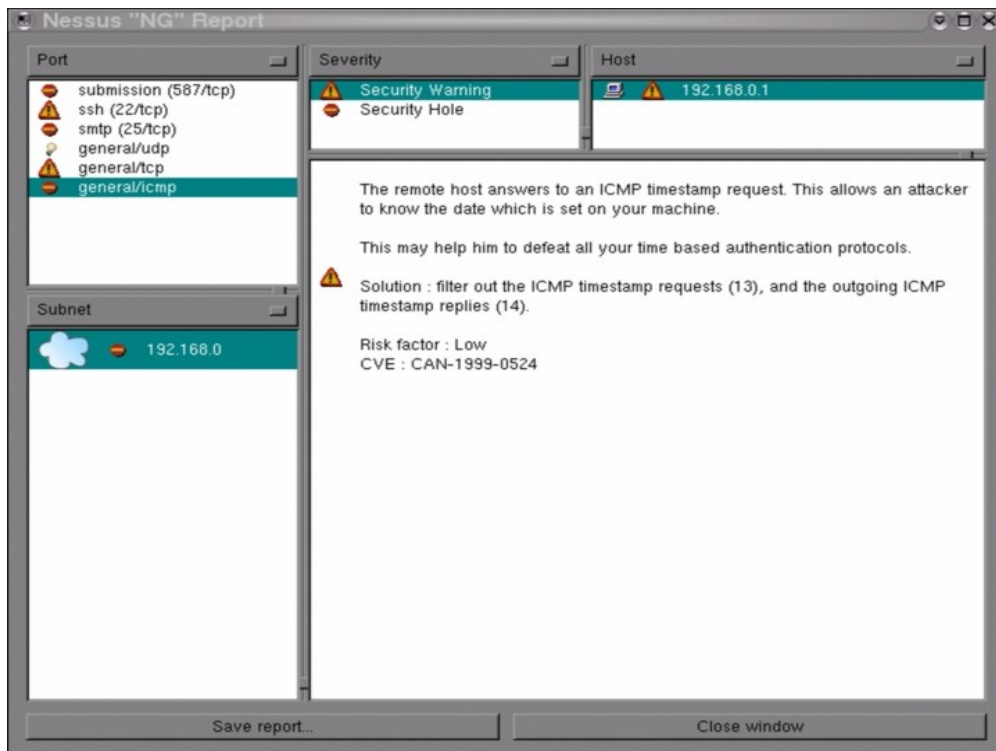 Nessus "NG" Report
Port
submission (587/tcp)
ssh (22/tcp)
smtp (25/tcp)
general/udp
general/tcp
general/icmp
Severity
Security Warning
Security Hole
Host
192.168.0.1
Subnet
192.168.0
The remote host answers to an ICMP timestamp request. This allows an attacker
to know the date which is set on your machine.
This may help him to defeat all your time based authentication protocols.
Solution : filter out the ICMP timestamp requests (13), and the outgoing ICMP
timestamp replies (14).
Risk factor : Low
CVE : CAN-1999-0524
Save report...
Close window